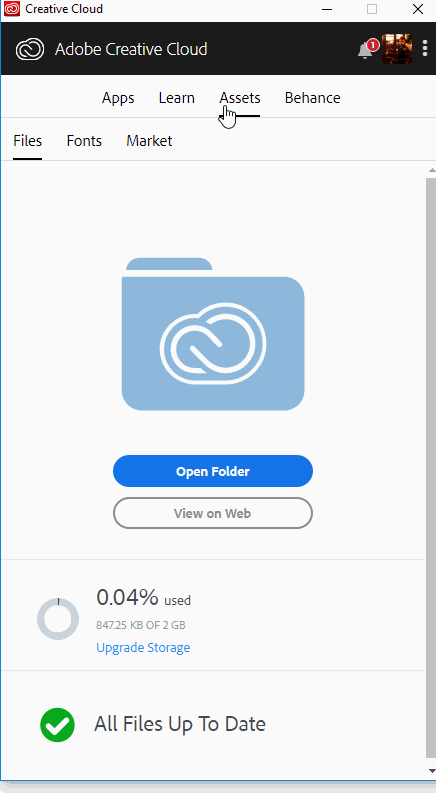 Creative Cloud
Adobe Creative Cloud
1
Apps Learn Assets Behance
Files Fonts Market
Open Folder
View on Web
0.04% used
847.25 KB OF 2 GB
Upgrade Storage
All Files Up To Date